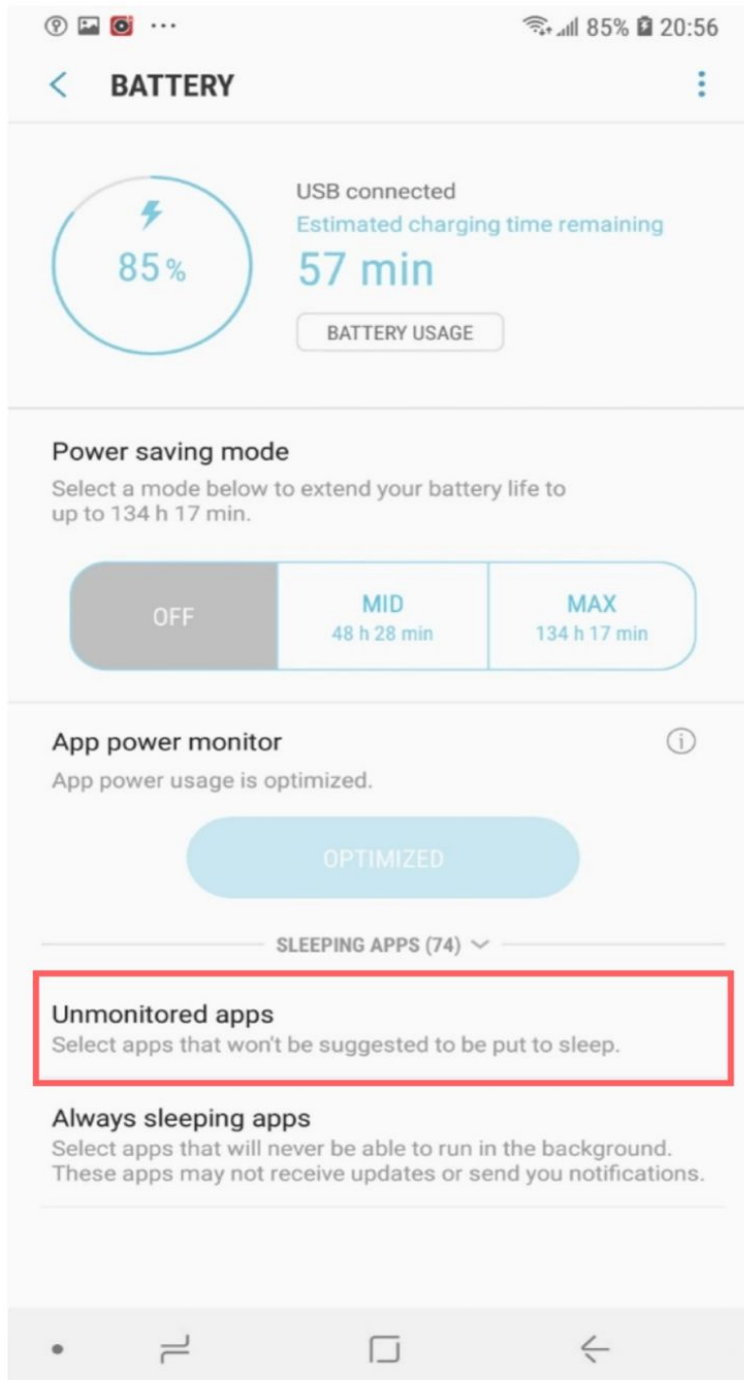 85% 20:56
BATTERY
USB connected
Estimated charging time remaining
85%
57 min
BATTERY USAGE
Power saving mode
Select a mode below to extend your battery life to
up to 134 h 17 min.
OFF
MID
48 h 28 min
MAX
134 h 17 min
App power monitor
App power usage is optimized.
OPTIMIZED
SLEEPING APPS (74)
Unmonitored apps
Select apps that won't be suggested to be put to sleep.
Always sleeping apps
Select apps that will never be able to run in the background.
These apps may not receive updates or send you notifications.